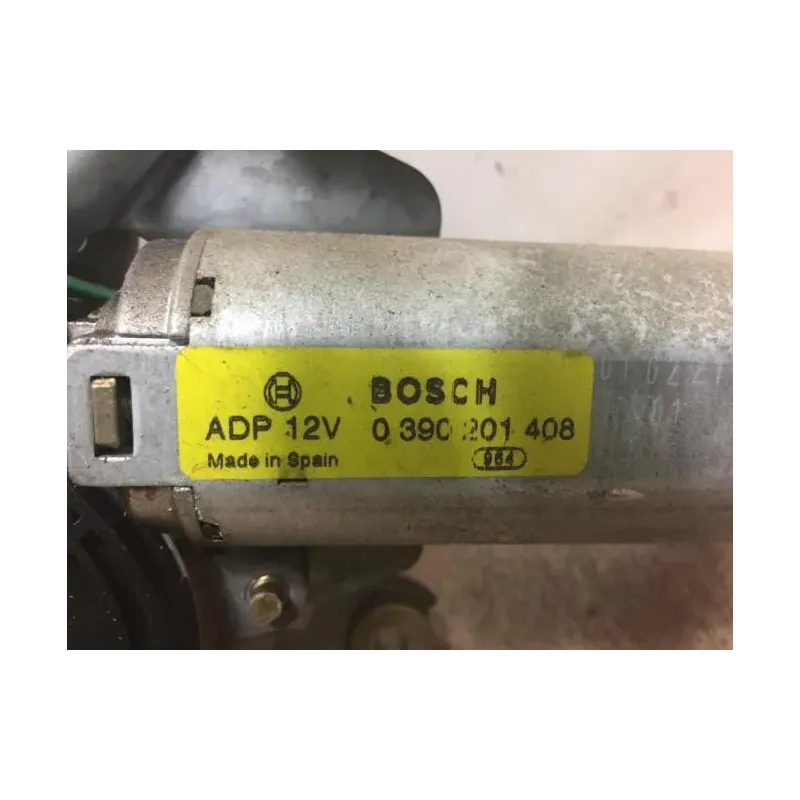 BOSCH
ADP 12V 0 390 201 408
Made in Spain 964